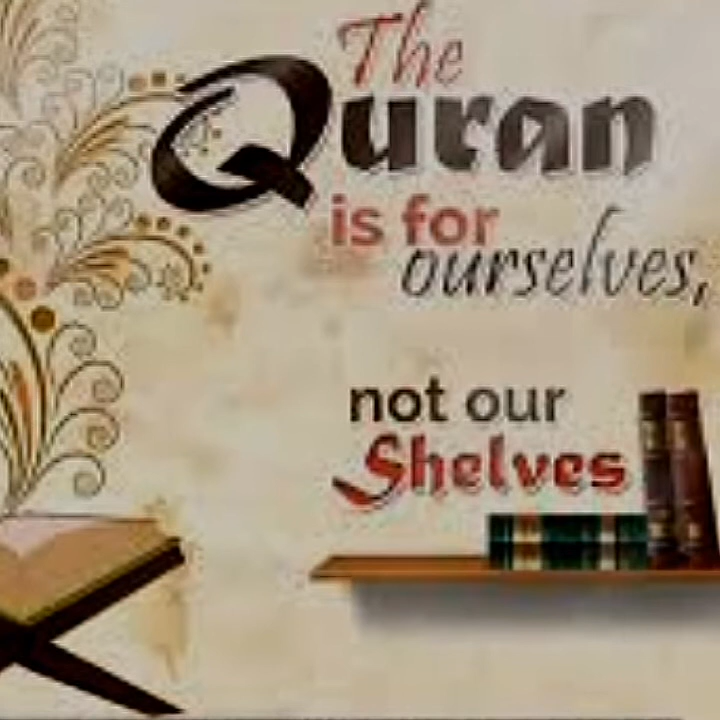 The
Quran
is for
ourselves,
not our
Shelves